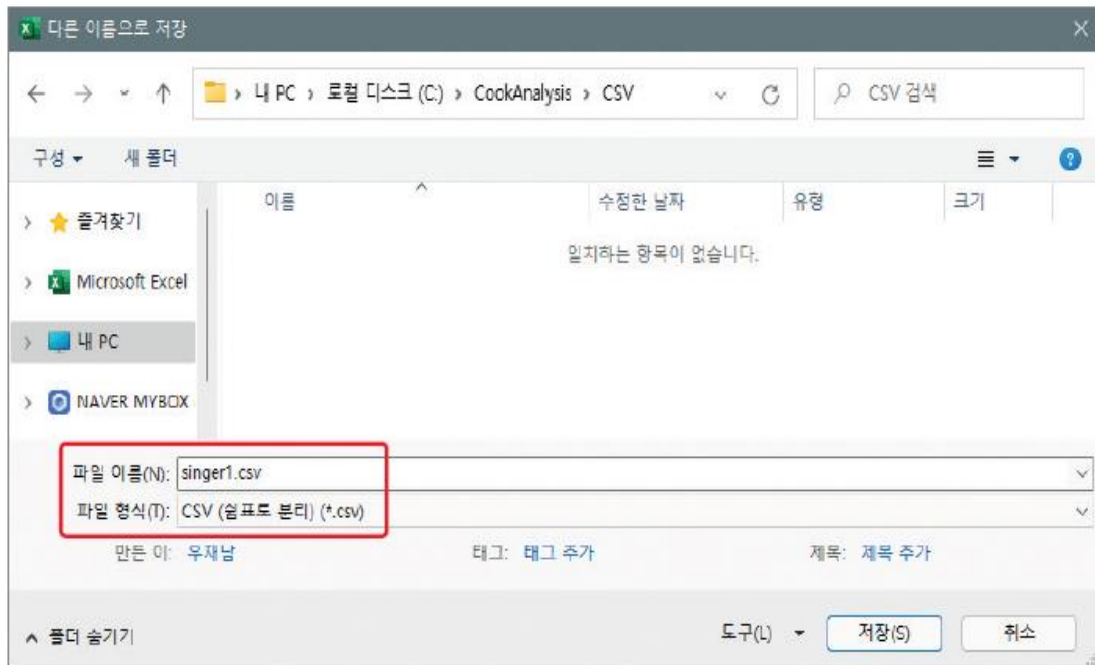 다른 이름으로 저장
내 PC > 로컬 디스크 (C:) > CookAnalysis > CSV
CSV 검색
구성
새 폴더
이름
수정한 날짜
유형
크기
즐겨찾기
일치하는 항목이 없습니다.
Microsoft Excel
내 PC
NAVER MYBOX
파일 이름(N): singer1.csv
파일 형식(T): CSV (쉼표로 분리) (*.csv)
만든 이: 우재남
태그: 태그 추가
제목: 제목 추가
폴더 숨기기
도구(L)
저장(S)
취소